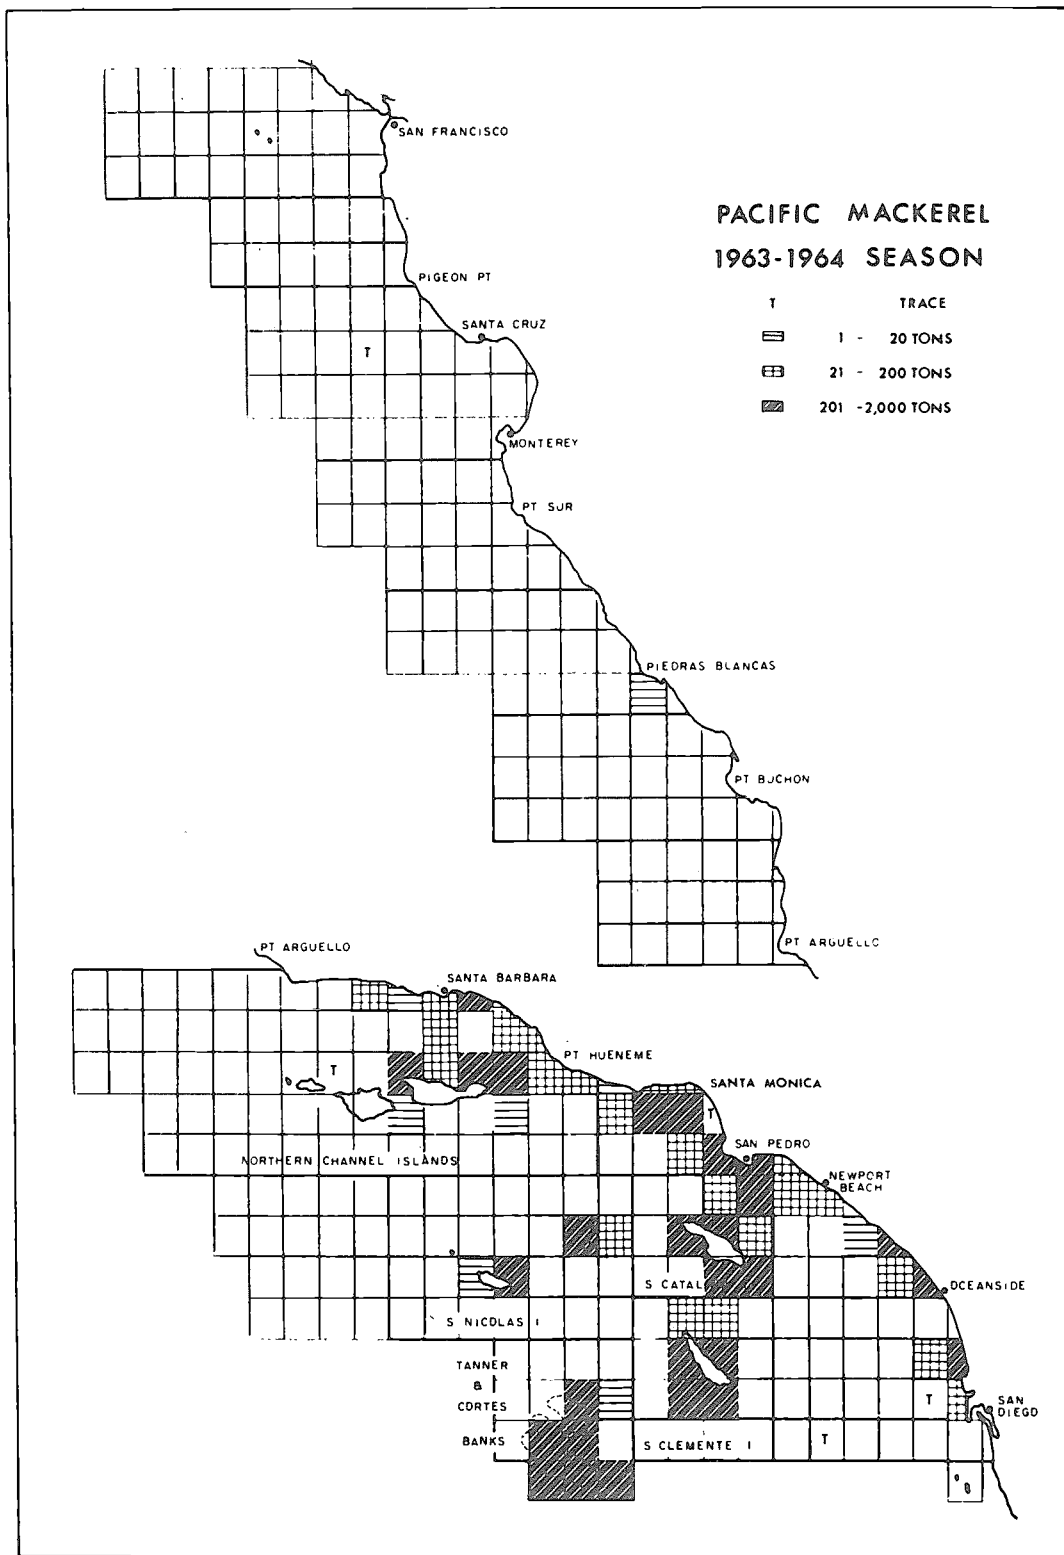 SAN FRANCISCO
PACIFIC MACKEREL
1963-1964 SEASON
PIGEON PT
T TRACE
SANTA CRUZ
1 - 20 TONS
T
21 - 200 TONS
201 -2,000 TONS
MONTEREY
PT SUR
PIEDRAS BLANCAS
PT BUCHON
PT ARGUELLO
PT ARGUELLO
SANTA BARBARA
PT HUENEME
T
SANTA MONICA
T
SAN PEDRO
NORTHERN CHANNEL ISLANDS
NEWPORT
BEACH
S CATAL
OCEANSIDE
S NICOLAS I
TANNER
&
CORTES
BANKS
T
SAN
DIEGO
S CLEMENTE I
T